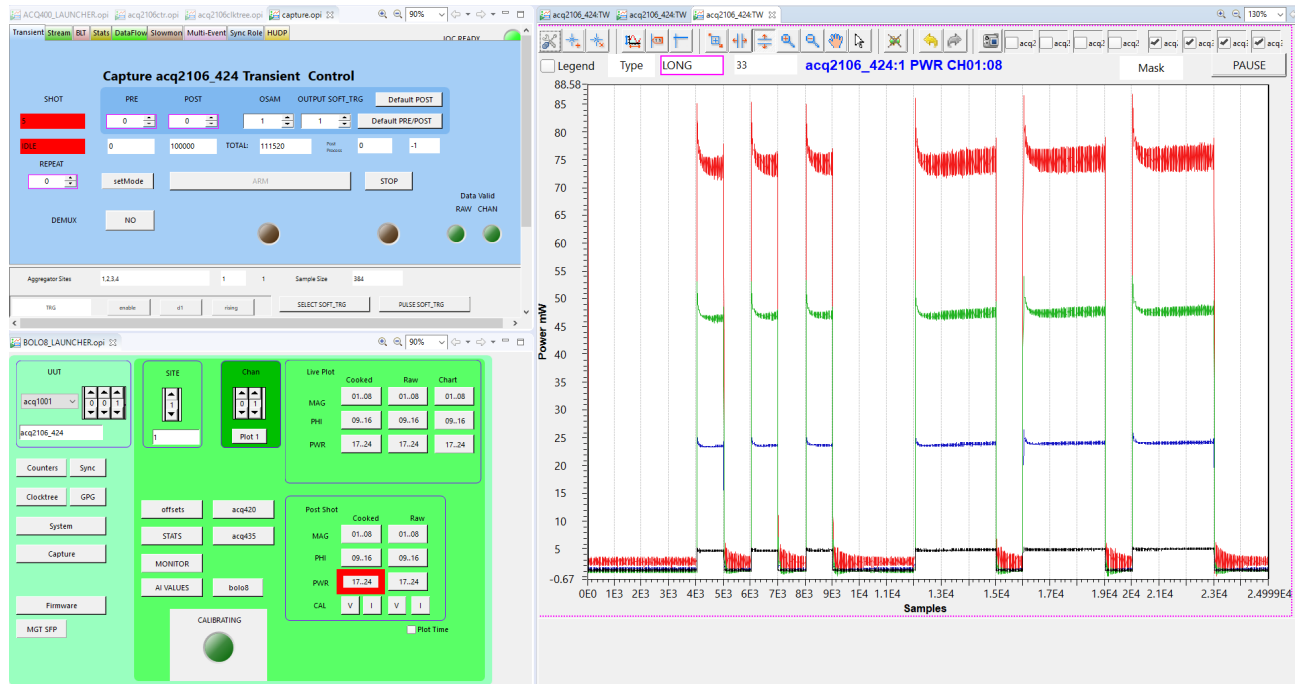 ACQ400_LAUNCHER.opi acq2106ctr.opi acq2106clktree.opi capture.opi 90%
Transient Stream BLT Stats DataFlow Slowmon Multi-Event Sync Role HUDP IOC READY
Capture acq2106_424 Transient Control
SHOT PRE POST OSAM OUTPUT SOFT_TRG Default POST
5 0 0 1 1 Default PRE/POST
IDLE 0 100000 TOTAL: 111520 Post Process 0 -1
REPEAT
0 setMode ARM STOP
Data Valid
RAW CHAN
DEMUX NO
Aggregator Sites 1,2,3,4 1 1 Sample Size 384
TRG enable d1 rising SELECT SOFT_TRG PULSE SOFT_TRG
BOLO8_LAUNCHER.opi 90%
UUT SITE Chan Live Plot
Cooked Raw Chart
acq1001 0 0 1 1 0 1 MAG 01..08 01..08 01..08
PHI 09..16 09..16 09..16
acq2106_424 1 Plot 1 PWR 17..24 17..24 17..24
Counters Sync
Clocktree GPG
offsets acq420 Post Shot
Cooked Raw
System STATS acq435 MAG 01..08 01..08
Capture MONITOR PHI 09..16 09..16
AI VALUES bolo8 PWR 17..24 17..24
Firmware CAL V I V I
MGT SFP CALIBRATING Plot Time
acq2106_424:TW acq2106_424:TW acq2106_424:TW 130%
acq2 acq2 acq2 acq2 acq: acq: acq: acq:
Legend Type LONG 33 acq2106_424:1 PWR CH01:08 Mask PAUSE
88.58
85
80
75
70
65
60
55
50
45
40
35
30
25
20
15
10
5
-0.67
Power mW
0E0 1E3 2E3 3E3 4E3 5E3 6E3 7E3 8E3 9E3 1E4 1.1E4 1.3E4 1.5E4 1.7E4 1.9E4 2E4 2.1E4 2.3E4 2.4999E4
Samples